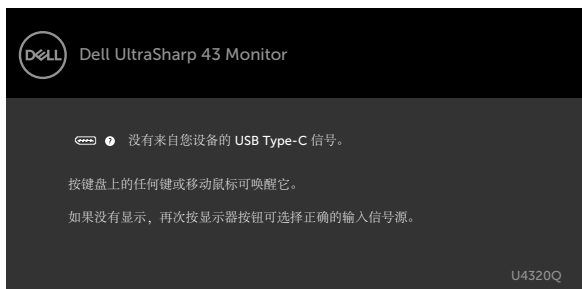 DELL
Dell UltraSharp 43 Monitor
? 没有来自您设备的 USB Type-C 信号。
按键盘上的任何键或移动鼠标可唤醒它。
如果没有显示，再次按显示器按钮可选择正确的输入信号源。
U4320Q